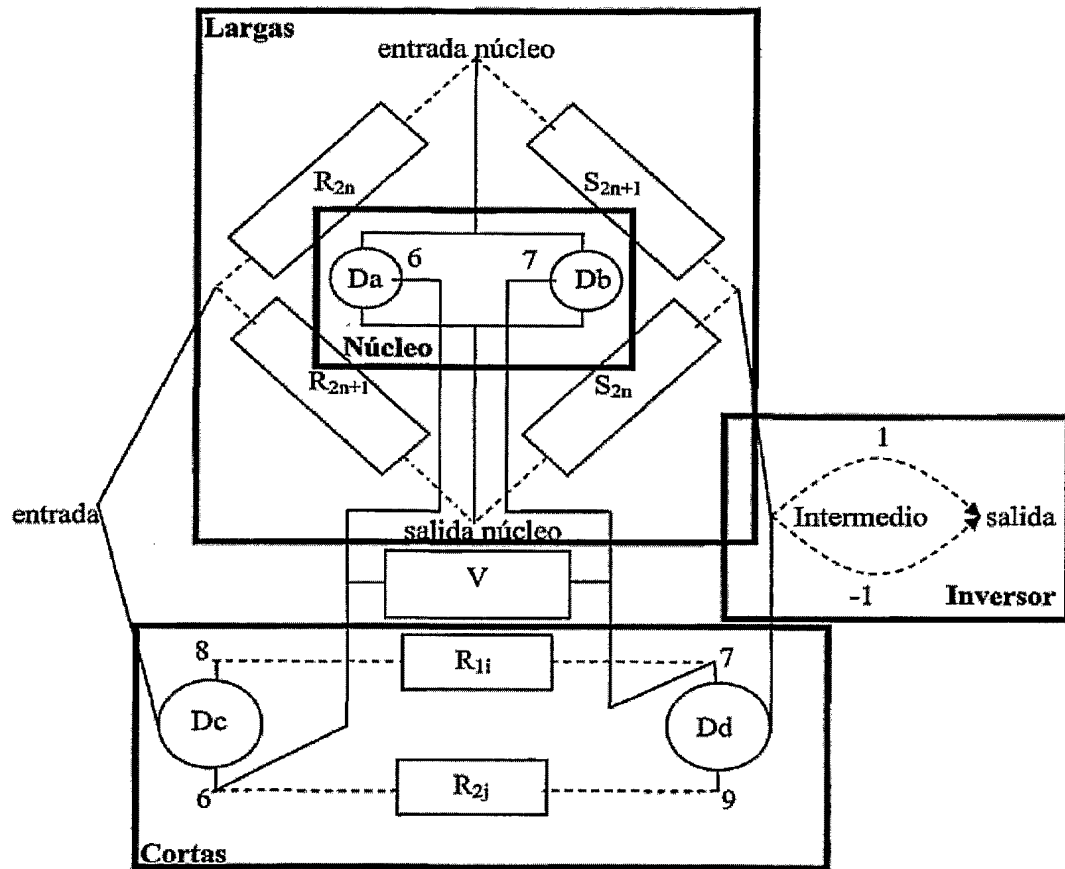 Largas
entrada núcleo
R2n
S2n+1
6
7
Da
Db
Núcleo
R2n+1
S2n
1
entrada
Intermedio
salida
salida núcleo
V
-1
Inversor
8
R1i
7
Dc
Dd
6
R2j
9
Cortas